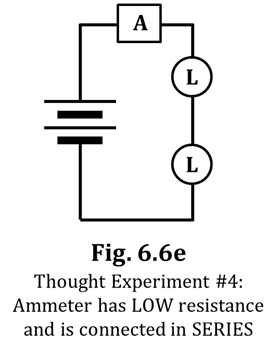 A
L
L
Fig. 6.6e
Thought Experiment #4:
Ammeter has LOW resistance
and is connected in SERIES